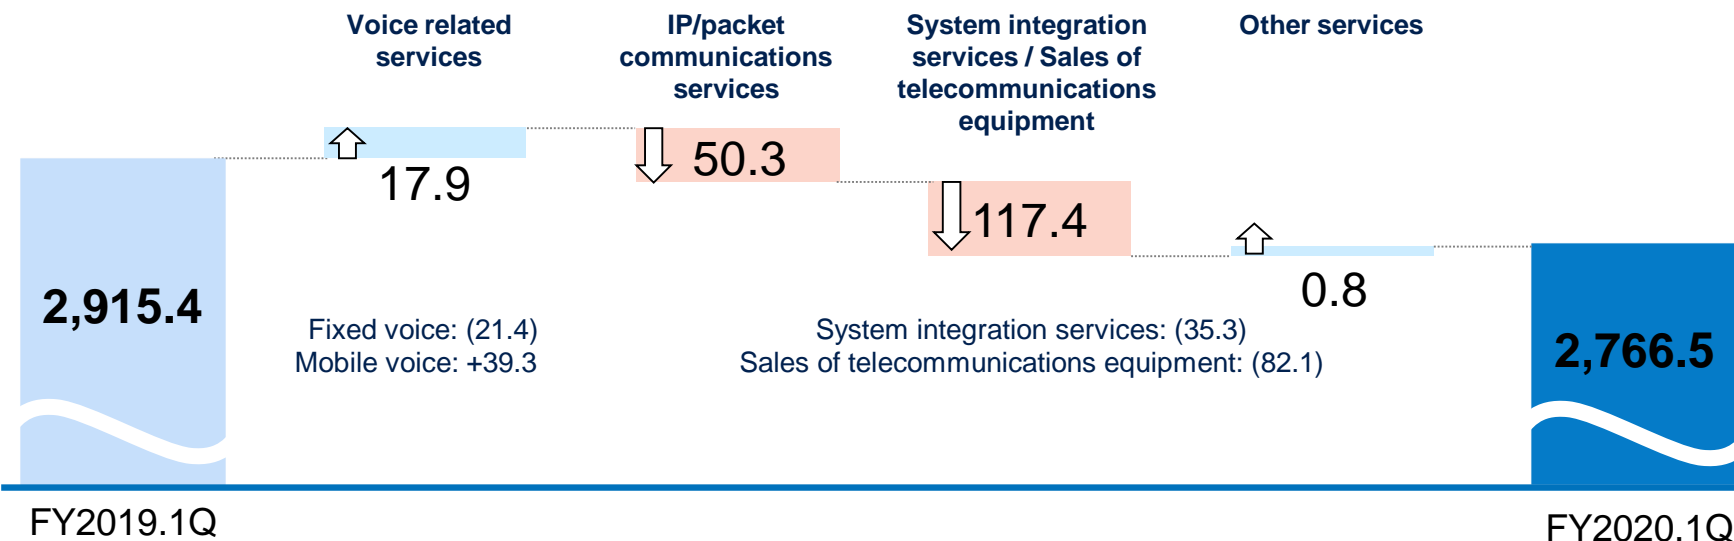 Voice related
services
IP/packet
communications
services
System integration
services / Sales of
telecommunications
equipment
Other services
17.9
50.3
117.4
0.8
2,915.4
Fixed voice: (21.4)
Mobile voice: +39.3
System integration services: (35.3)
Sales of telecommunications equipment: (82.1)
2,766.5
FY2019.1Q
FY2020.1Q